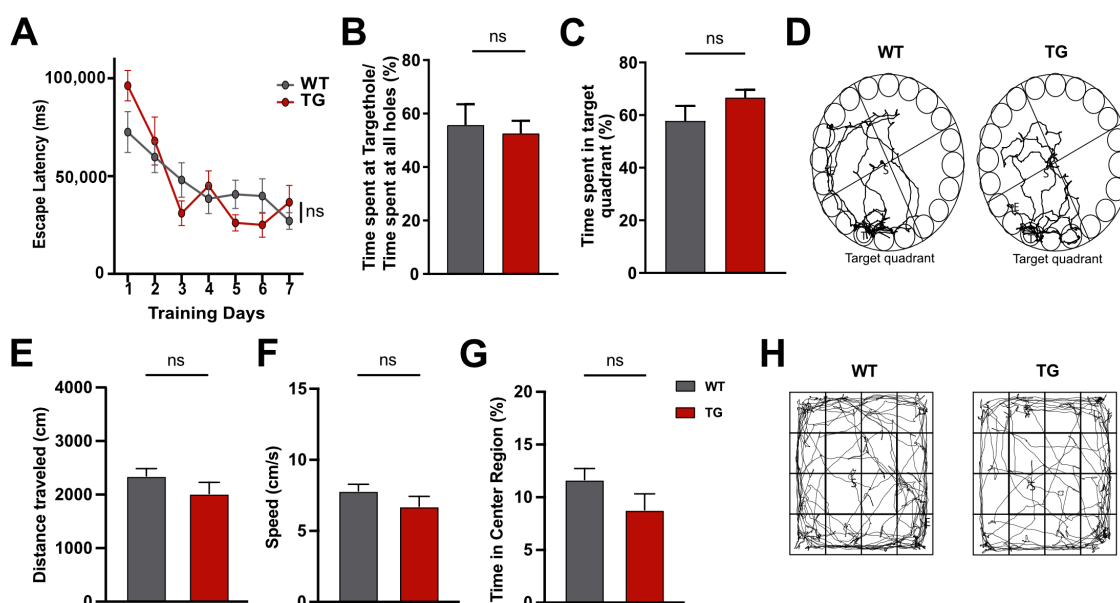 A
Escape Latency (ms)
100,000
50,000
0
1 2 3 4 5 6 7
Training Days
WT
TG
ns
B
Time spent at Targethole/
Time spent at all holes (%)
80
60
40
20
0
ns
C
Time spent in target
quadrant (%)
80
60
40
20
0
ns
D
WT
TG
S
S
E
Target quadrant
Target quadrant
E
Distance traveled (cm)
4000
3000
2000
1000
0
ns
F
Speed (cm/s)
15
10
5
0
ns
G
Time in Center Region (%)
20
15
10
5
0
ns
WT
TG
H
WT
TG
S
E
S